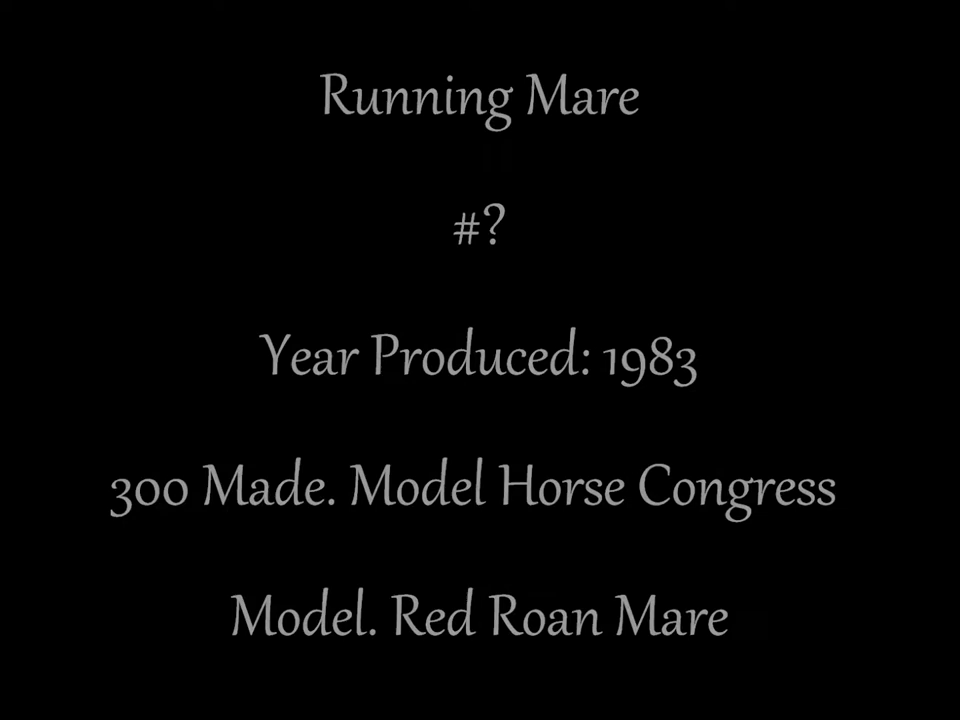 Running Mare
#?
Year Produced: 1983
300 Made. Model Horse Congress
Model. Red Roan Mare